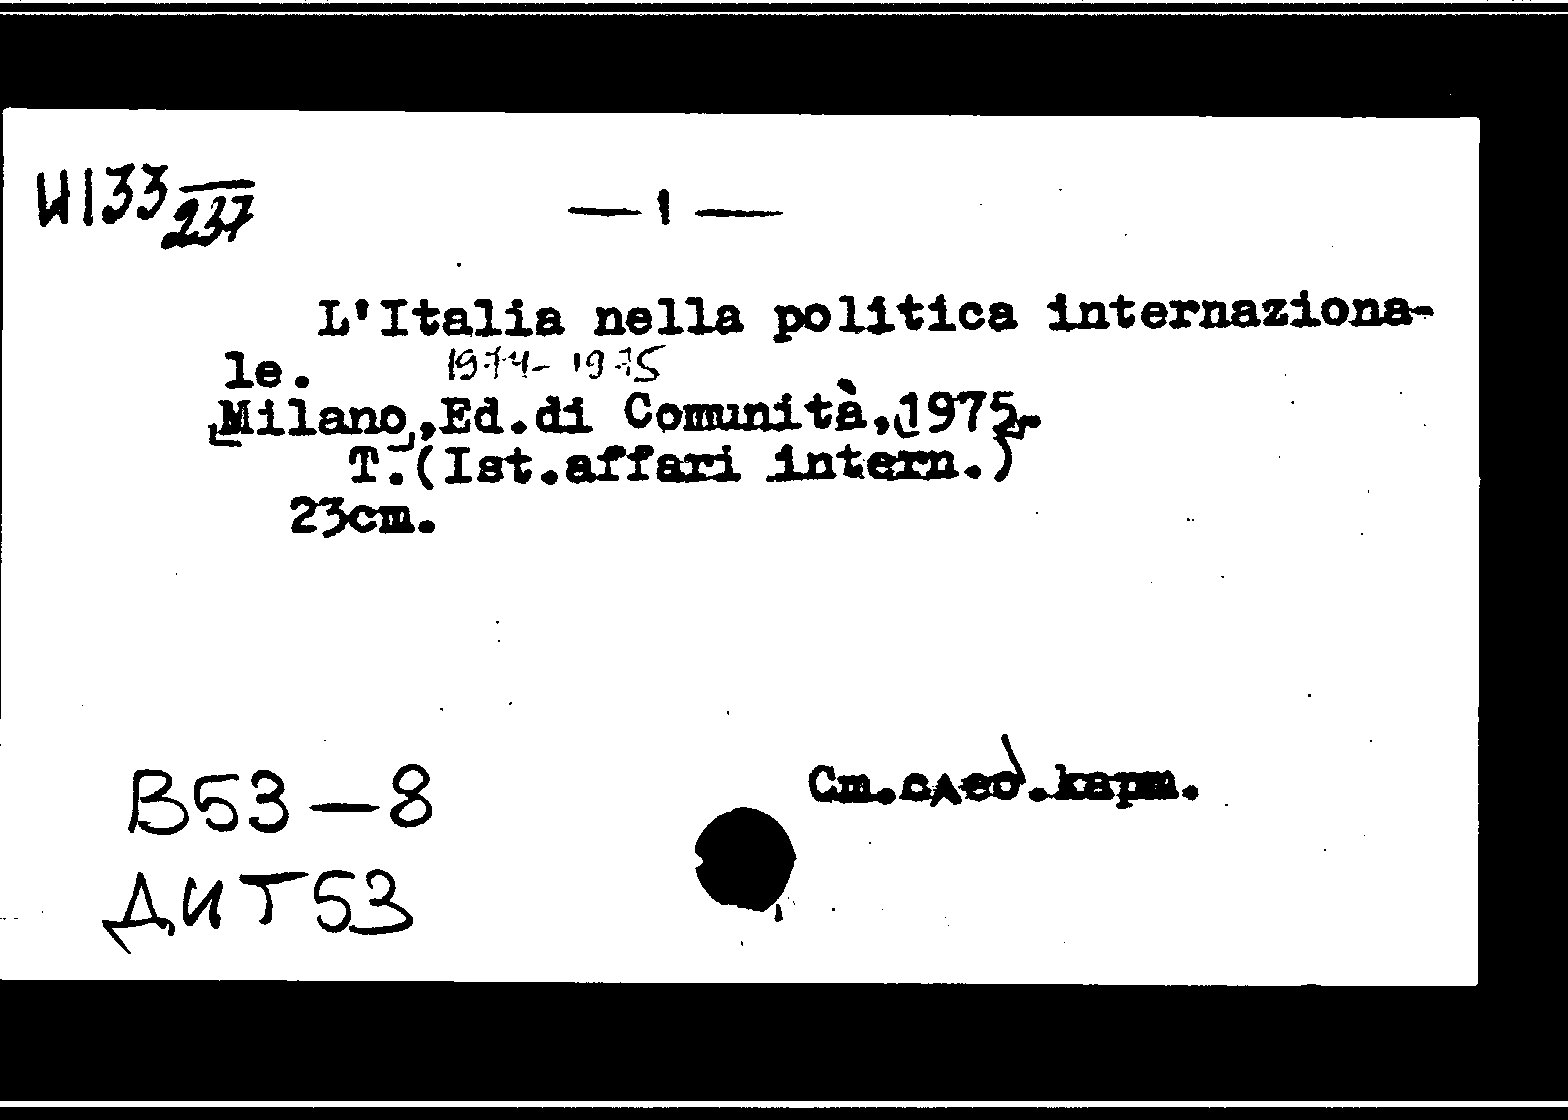 И133 237
— 1 —
L'Italia nella politica internaziona-
le. 1974-1975
Milano, Ed.di Comunità, 1975-
T. (Ist.affari intern.)
23cm.
См.след.карт.
В53-8
ДИТ53